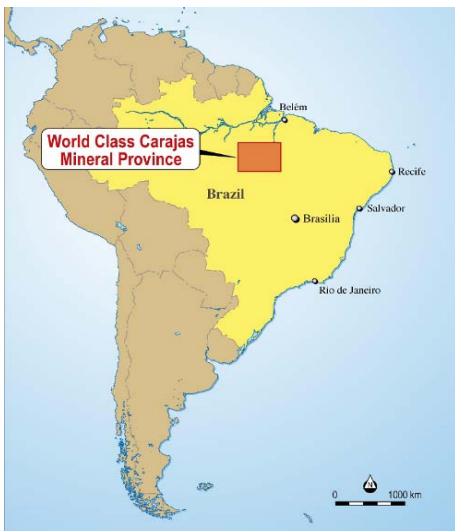 Belém
World Class Carajas
Mineral Province
Recife
Brazil
Salvador
Brasília
Rio de Janeiro
N
0 1000 km